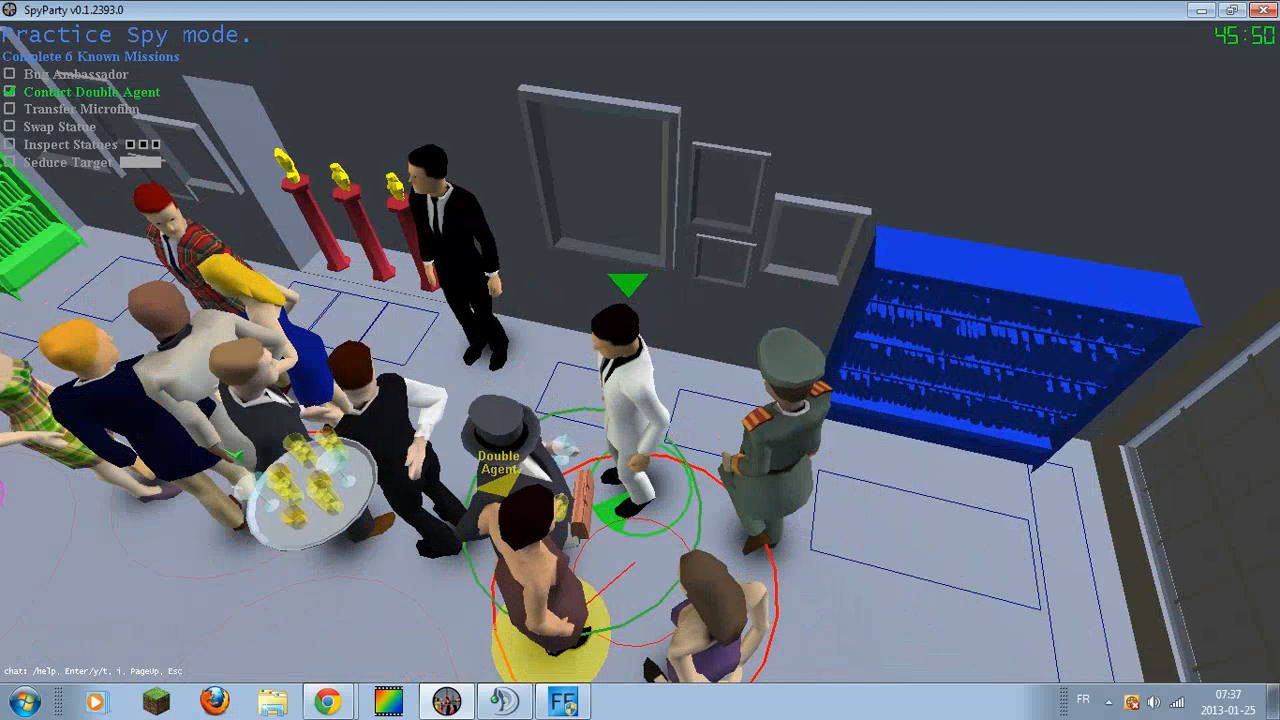 SpyParty v0.1.2393.0
Practice Spy mode.
45:50
Complete 6 Known Missions
Bug Ambassador
Contact Double Agent
Transfer Microfilm
Swap Statue
Inspect Statues
Seduce Target
Double
Agent
chat: /help, Enter/y/t, i, PageUp, Esc
FF
FR
07:37
2013-01-25